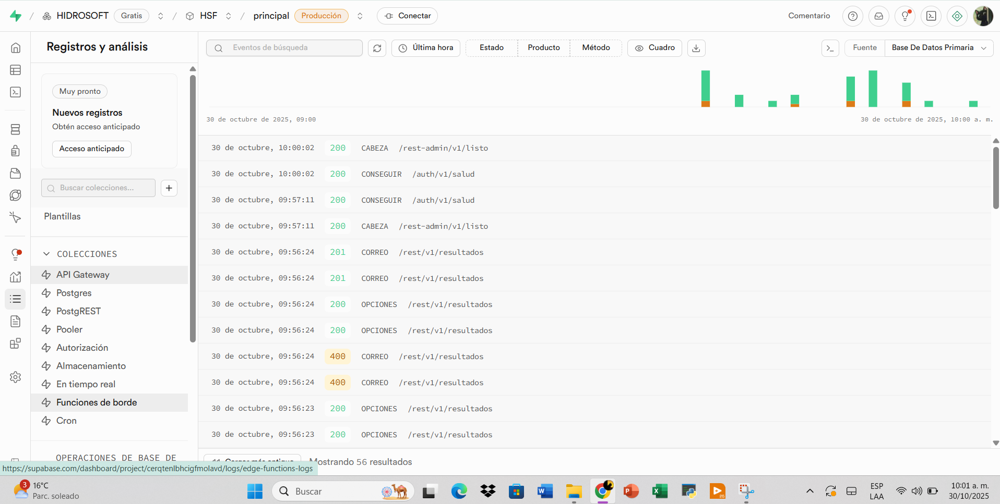 / HIDROSOFT Gratis / HSF / principal Producción Conectar Comentario
Registros y análisis
Eventos de búsqueda Última hora Estado Producto Método Cuadro Fuente Base De Datos Primaria
Muy pronto
Nuevos registros
Obtén acceso anticipado
Acceso anticipado
Buscar colecciones...
Plantillas
COLECCIONES
API Gateway
Postgres
PostgREST
Pooler
Autorización
Almacenamiento
En tiempo real
Funciones de borde
Cron
OPERACIONES DE BASE DE
30 de octubre de 2025, 09:00 30 de octubre de 2025, 10:00 a. m.
30 de octubre, 10:00:02 200 CABEZA /rest-admin/v1/listo
30 de octubre, 10:00:02 200 CONSEGUIR /auth/v1/salud
30 de octubre, 09:57:11 200 CONSEGUIR /auth/v1/salud
30 de octubre, 09:57:11 200 CABEZA /rest-admin/v1/listo
30 de octubre, 09:56:24 201 CORREO /rest/v1/resultados
30 de octubre, 09:56:24 201 CORREO /rest/v1/resultados
30 de octubre, 09:56:24 200 OPCIONES /rest/v1/resultados
30 de octubre, 09:56:24 200 OPCIONES /rest/v1/resultados
30 de octubre, 09:56:24 400 CORREO /rest/v1/resultados
30 de octubre, 09:56:24 400 CORREO /rest/v1/resultados
30 de octubre, 09:56:23 200 OPCIONES /rest/v1/resultados
30 de octubre, 09:56:23 200 OPCIONES /rest/v1/resultados
Mostrando 56 resultados
https://supabase.com/dashboard/project/cerqtenlbhcigfmolavd/logs/edge-functions-logs
3 16°C
Parc. soleado
Buscar
ESP
LAA
10:01 a. m.
30/10/2025